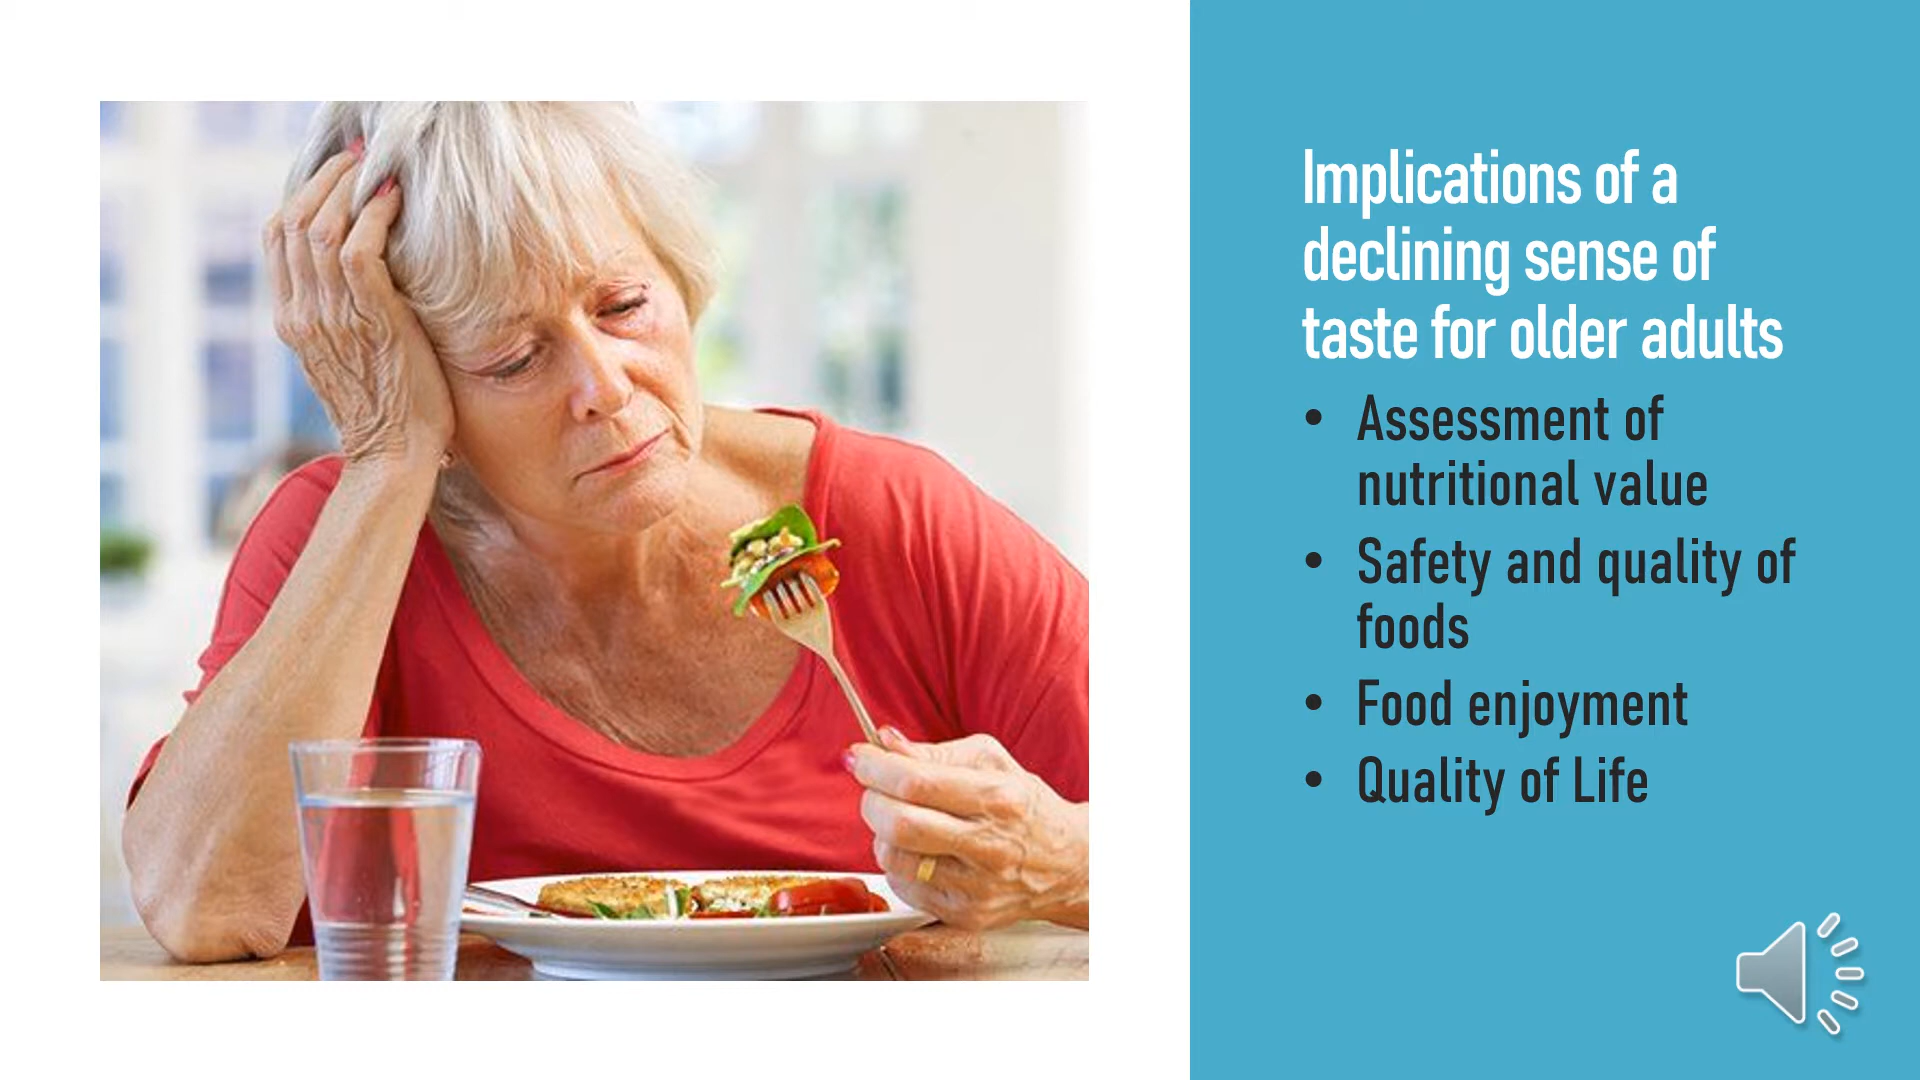 Implications of a
declining sense of
taste for older adults
• Assessment of
nutritional value
• Safety and quality of
foods
• Food enjoyment
• Quality of Life